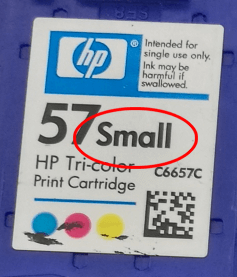 hp
Intended for
single use only.
Ink may be
harmful if
swallowed.
57 Small
HP Tri-color C6657C
Print Cartridge